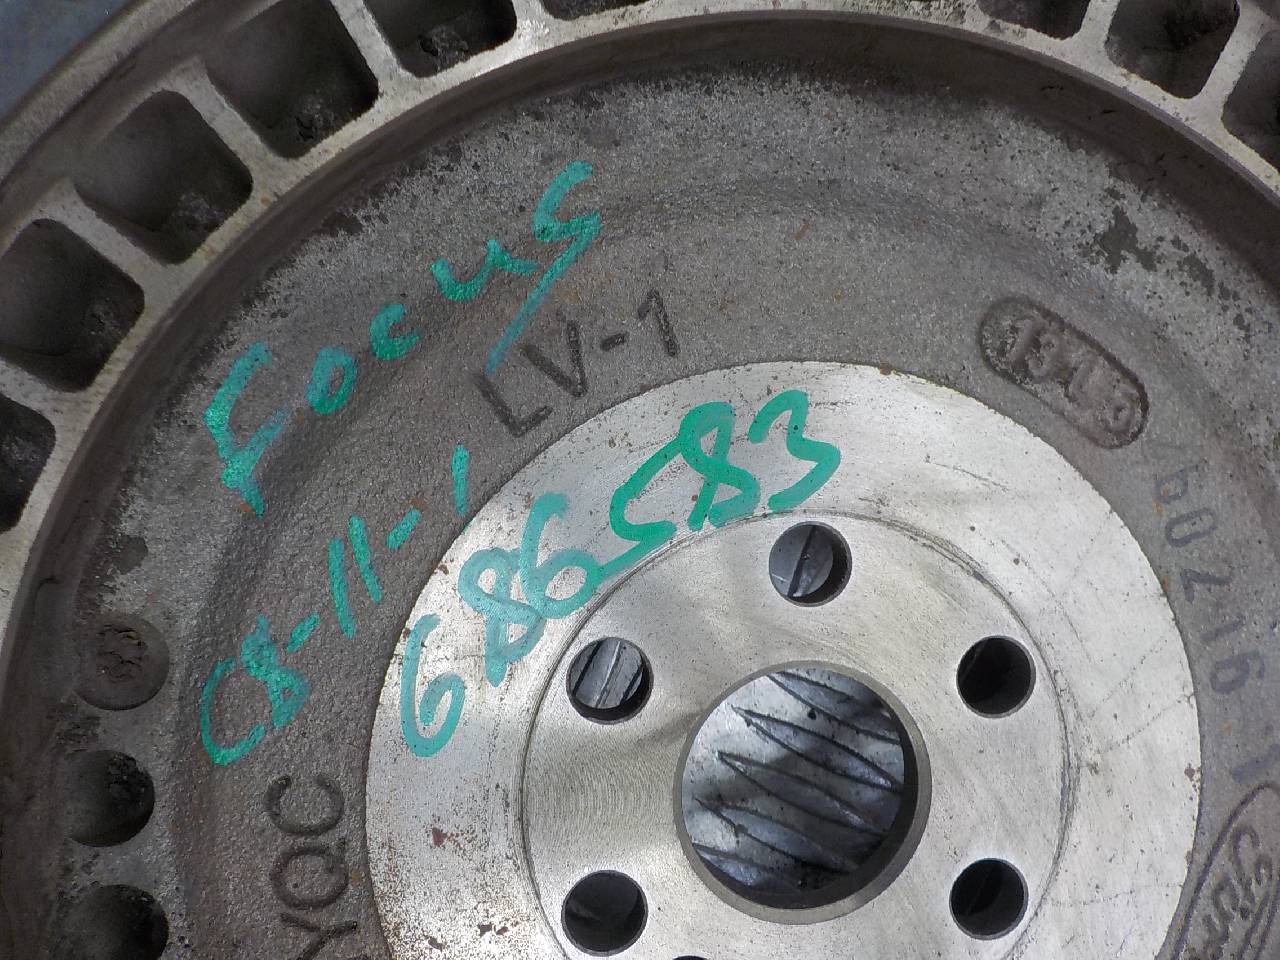 Focus
LV-1
C8-11-1
686583
YQC